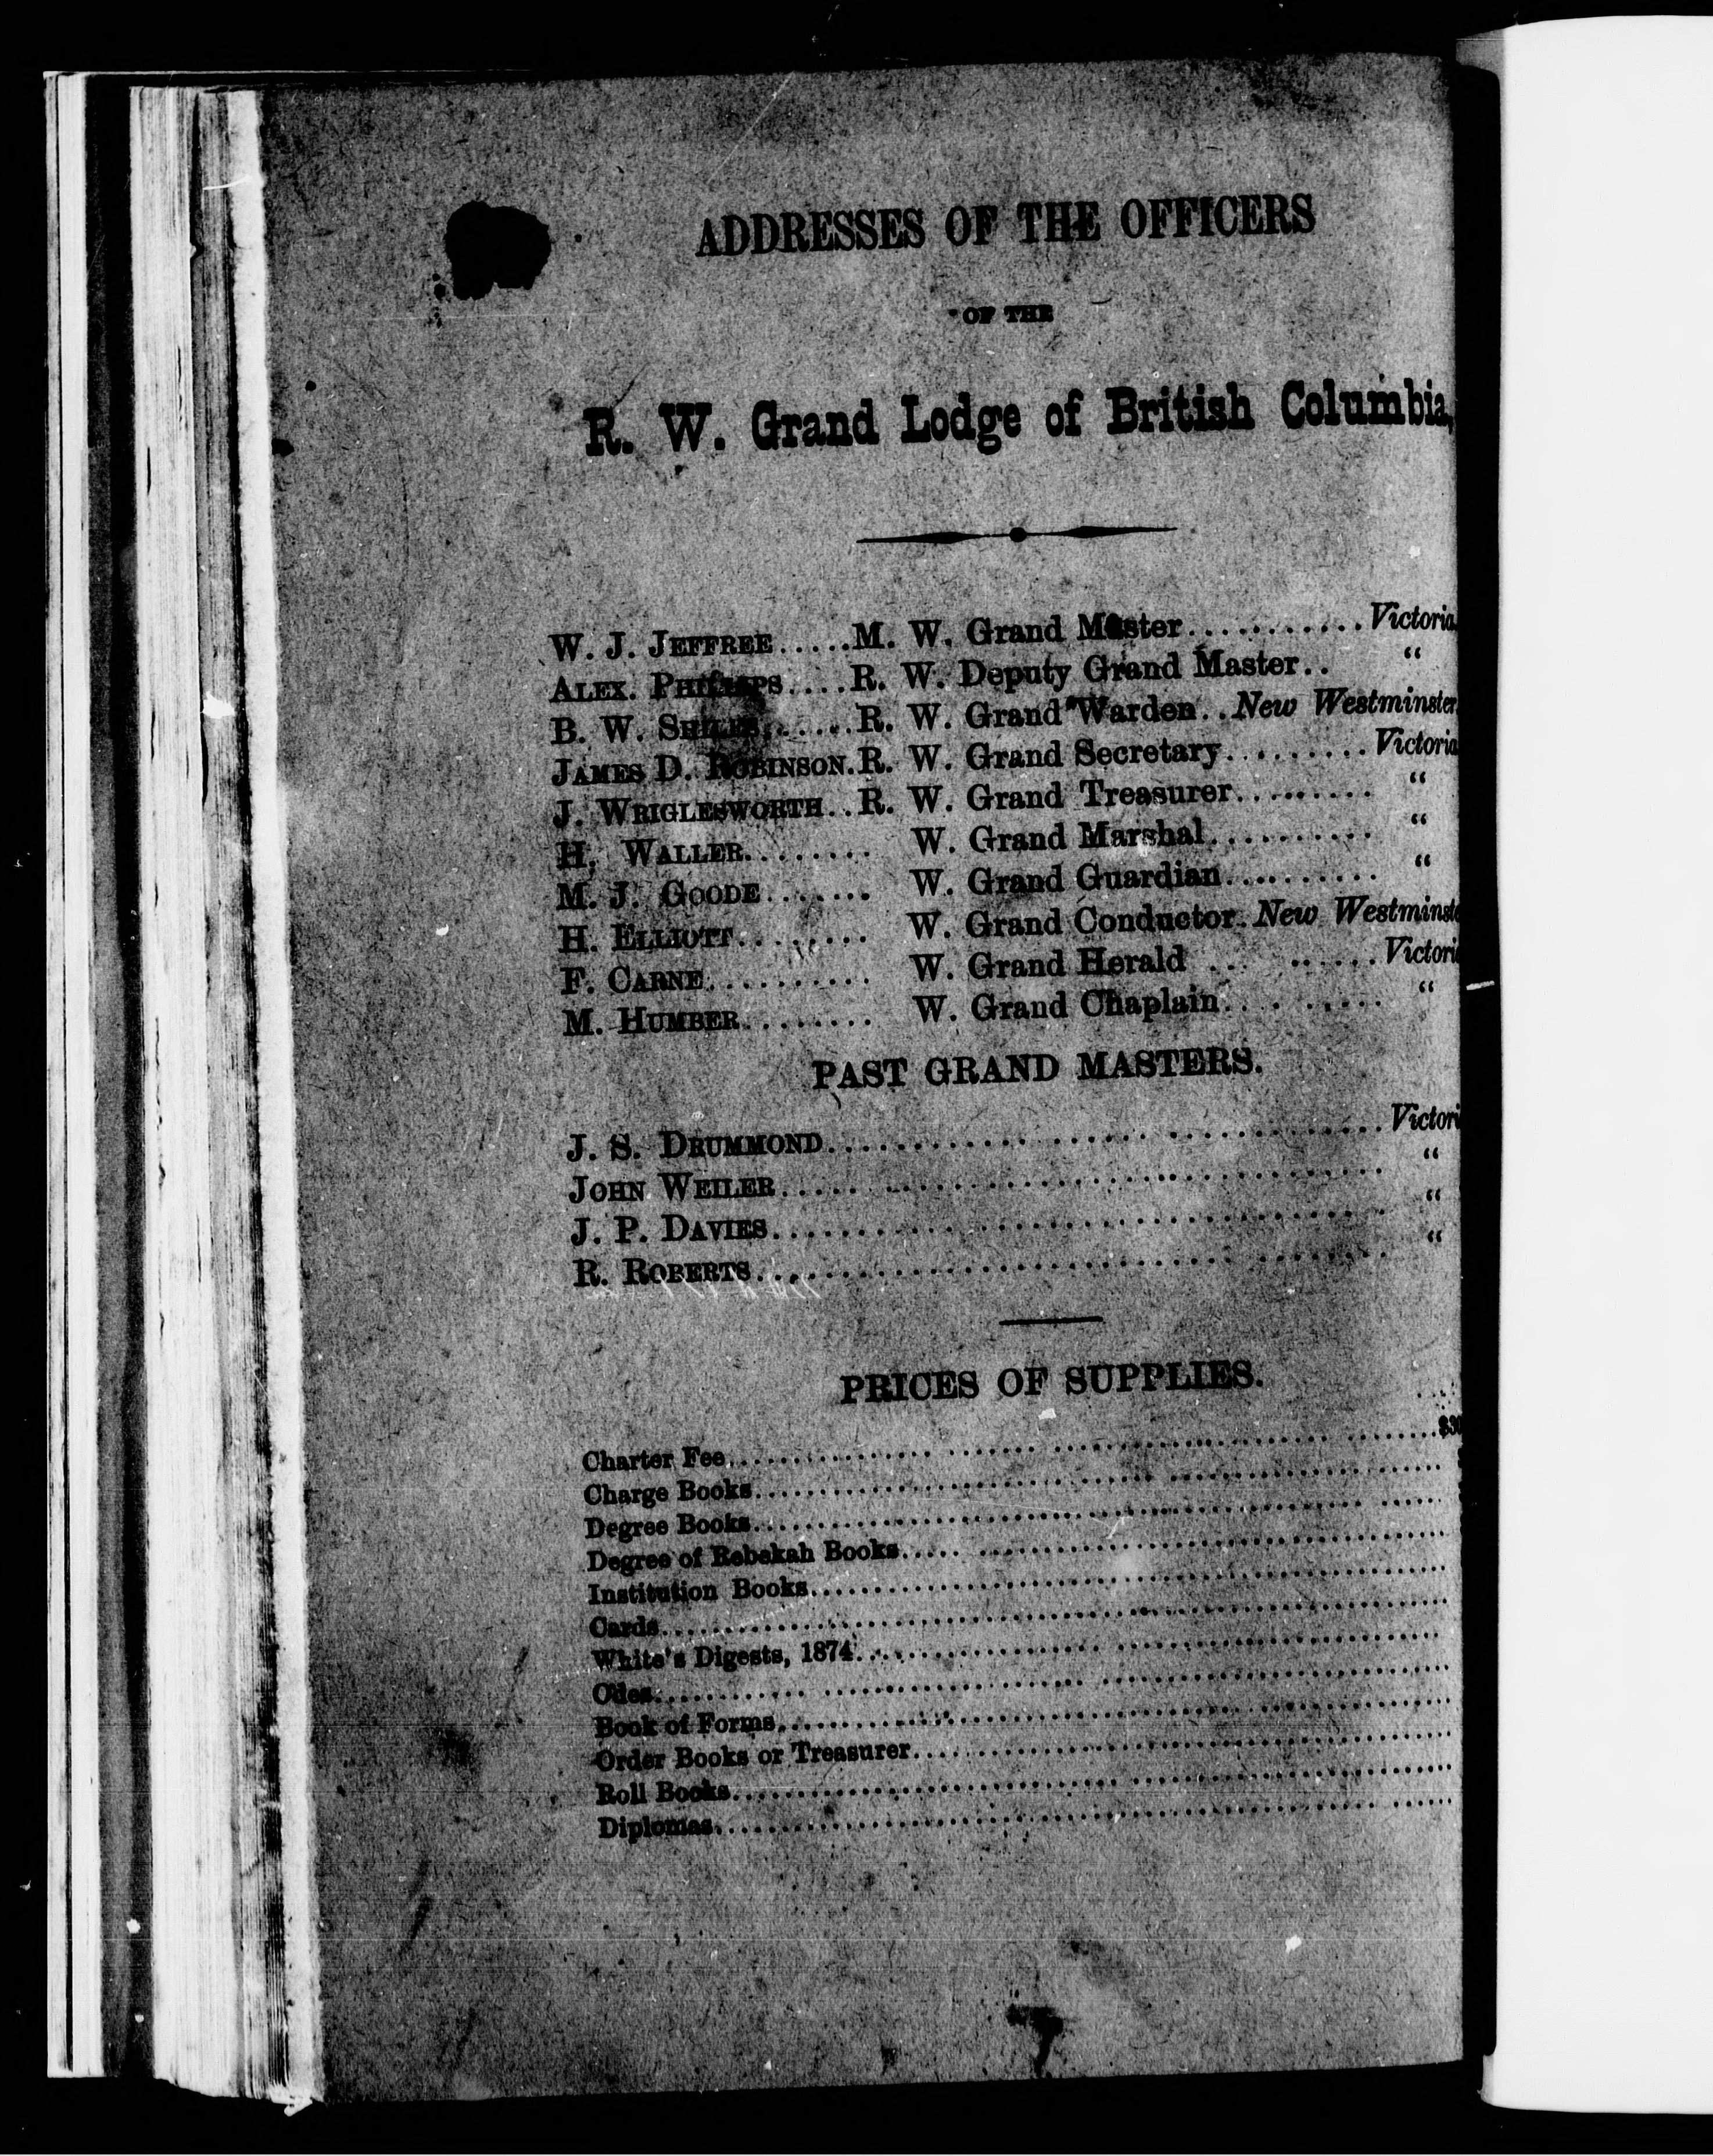 ADDRESSES OF THE OFFICERS
OF THE
R. W. Grand Lodge of British Columbia,
W. J. JEFFREE.....M. W. Grand Master............Victoria
ALEX. PHILLIPS....R. W. Deputy Grand Master.. “
B. W. SHILES.......R. W. Grand Warden..New Westminster
JAMES D. ROBINSON.R. W. Grand Secretary.........Victoria
J. WRIGLESWORTH..R. W. Grand Treasurer......... “
H. WALLER........ W. Grand Marshal........... “
M. J. GOODE....... W. Grand Guardian.......... “
H. ELLIOTT........ W. Grand Conductor.New Westminste
F. CARNE.......... W. Grand Herald .........Victori
M. HUMBER........ W. Grand Chaplain.......... “
PAST GRAND MASTERS.
J. S. DRUMMOND....................................Victori
JOHN WEILER..................................... “
J. P. DAVIES..................................... “
R. ROBERTS..................................... “
PRICES OF SUPPLIES.
Charter Fee..................................................$30
Charge Books..................................................
Degree Books..................................................
Degree of Rebekah Books........................................
Institution Books..................................................
Cards..................................................
White's Digests, 1874..................................................
Odes..................................................
Book of Forms..................................................
Order Books or Treasurer........................................
Roll Books..................................................
Diplomas..................................................